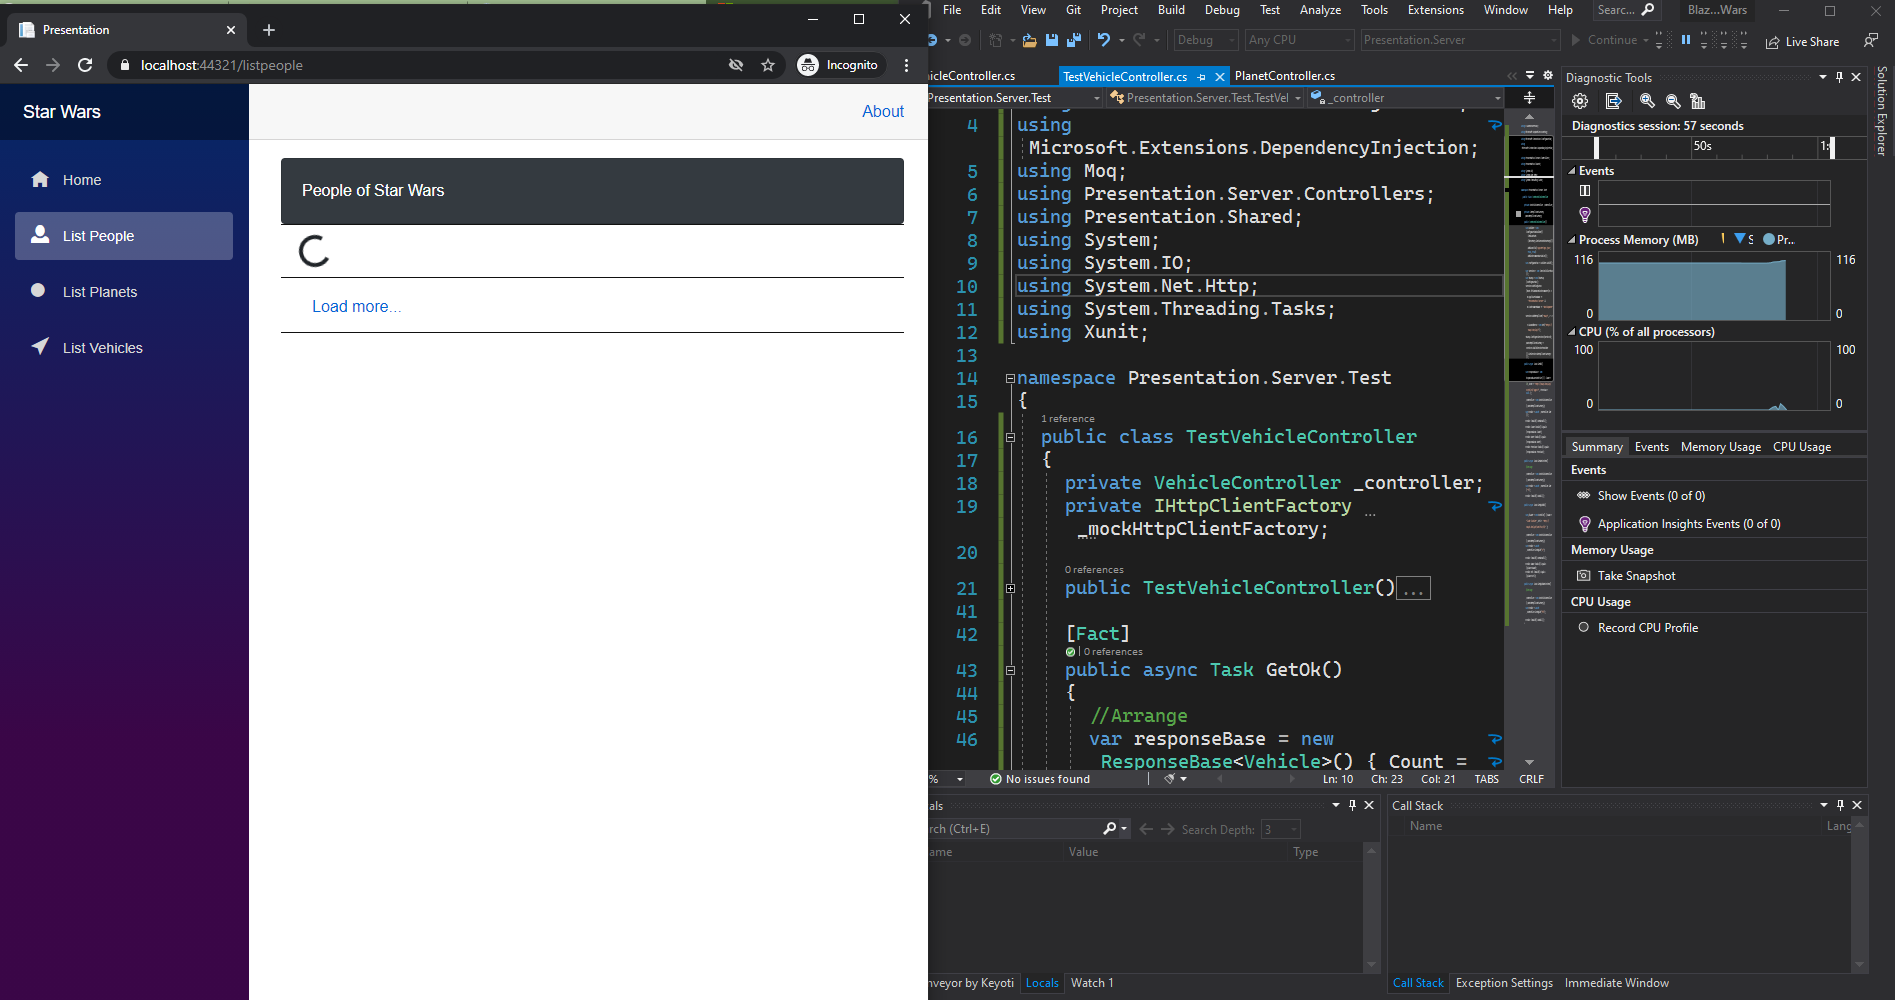 Presentation
localhost:44321/listpeople
Incognito
Star Wars
About
Home
List People
List Planets
List Vehicles
People of Star Wars
Load more...
File Edit View Git Project Build Debug Test Analyze Tools Extensions Window Help Searc... Blaz...Wars
Debug Any CPU Presentation.Server Continue Live Share
hicleController.cs TestVehicleController.cs PlanetController.cs
Presentation.Server.Test Presentation.Server.Test.TestVel _controller
4 using
Microsoft.Extensions.DependencyInjection;
5 using Moq;
6 using Presentation.Server.Controllers;
7 using Presentation.Shared;
8 using System;
9 using System.IO;
10 using System.Net.Http;
11 using System.Threading.Tasks;
12 using Xunit;
13
14 namespace Presentation.Server.Test
15 {
1 reference
16 public class TestVehicleController
17 {
18 private VehicleController _controller;
19 private IHttpClientFactory
_mockHttpClientFactory;
20
0 references
21 public TestVehicleController()...
41
42 [Fact]
0 references
43 public async Task GetOk()
44 {
45 //Arrange
46 var responseBase = new
ResponseBase<Vehicle>() { Count =
% No issues found Ln: 10 Ch: 23 Col: 21 TABS CRLF
Diagnostic Tools
Diagnostics session: 57 seconds
50s
Events
Process Memory (MB) S Pr...
116 116
0 0
CPU (% of all processors)
100 100
0 0
Summary Events Memory Usage CPU Usage
Events
Show Events (0 of 0)
Application Insights Events (0 of 0)
Memory Usage
Take Snapshot
CPU Usage
Record CPU Profile
Solution Explorer
als
rch (Ctrl+E) Search Depth: 3
ame Value Type
nveyor by Keyoti Locals Watch 1
Call Stack
Name Lang
Call Stack Exception Settings Immediate Window